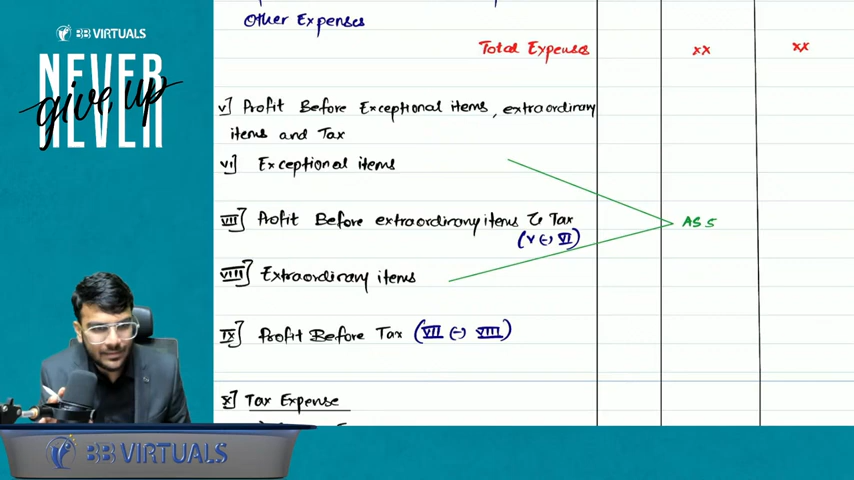 BB VIRTUALS
NEVER
give up
NEVER
Other Expenses
Total Expenses xx xx
V] Profit Before Exceptional items, extraordinary
items and Tax
VI] Exceptional items
VII] Profit Before extraordinary items & Tax
(V (-) VI)
AS 5
VIII] Extraordinary items
IX] Profit Before Tax (VII (-) VIII)
X] Tax Expense
BB VIRTUALS